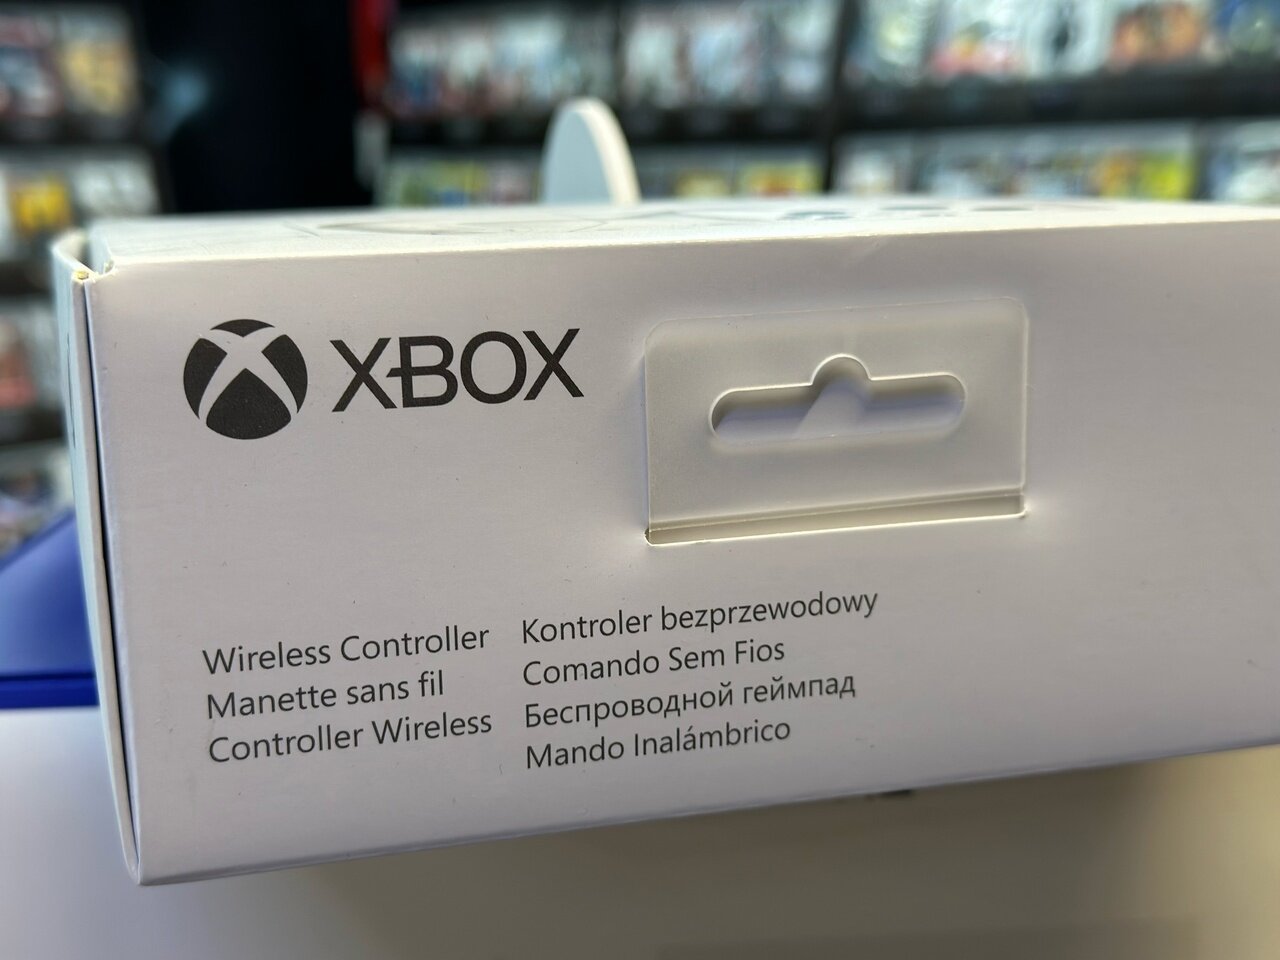 XBOX
Wireless Controller
Manette sans fil
Controller Wireless
Kontroler bezprzewodowy
Comando Sem Fios
Беспроводной геймпад
Mando Inalámbrico